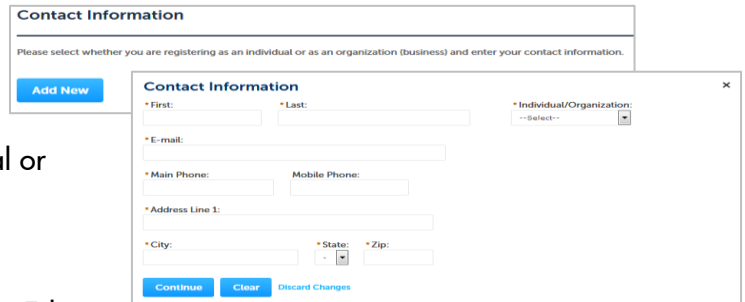 Contact Information
Please select whether you are registering as an individual or as an organization (business) and enter your contact information.
Add New
Contact Information
×
* First: * Last: * Individual/Organization:
--Select--
* E-mail:
al or
* Main Phone: Mobile Phone:
* Address Line 1:
* City: * State: * Zip:
-
Continue Clear Discard Changes